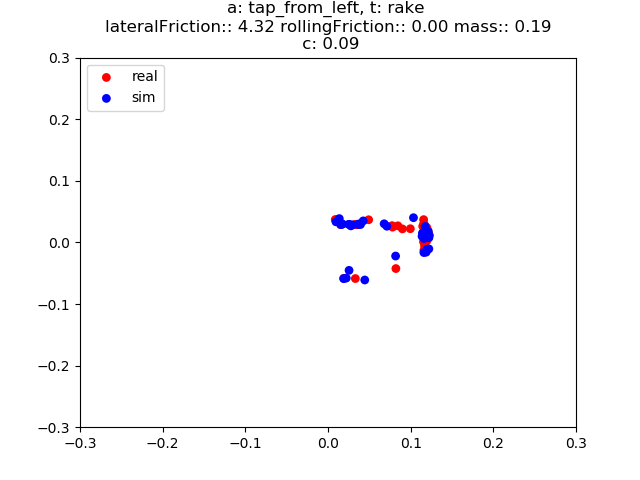 a: tap_from_left, t: rake
lateralFriction:: 4.32 rollingFriction:: 0.00 mass:: 0.19
c: 0.09
real
sim
0.3
0.2
0.1
0.0
−0.1
−0.2
−0.3
−0.3 −0.2 −0.1 0.0 0.1 0.2 0.3